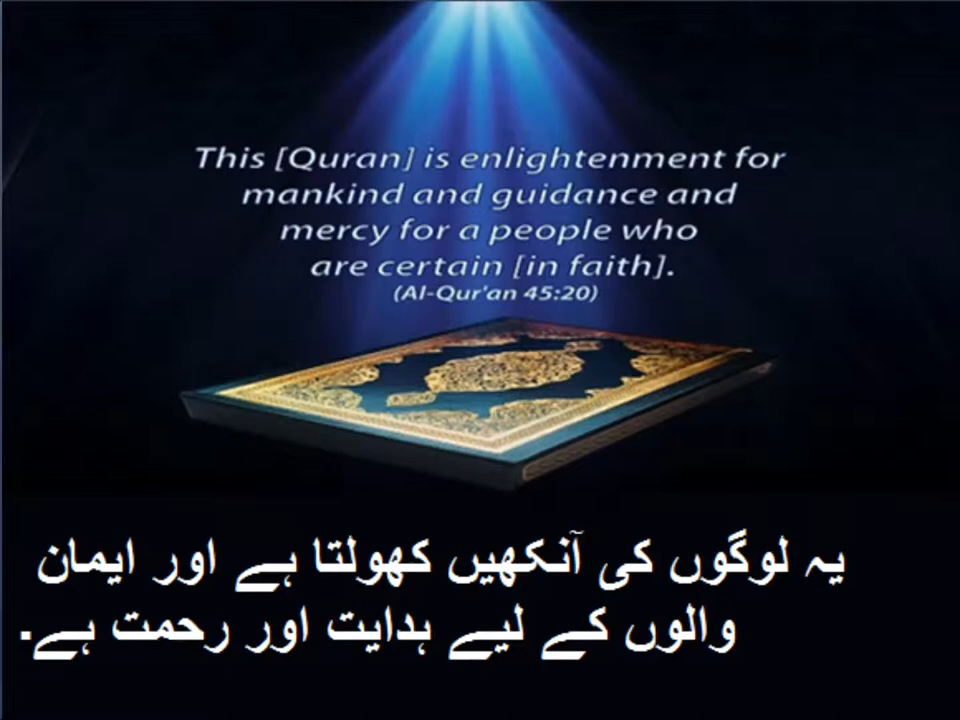 This [Quran] is enlightenment for
mankind and guidance and
mercy for a people who
are certain [in faith].
(Al-Qur'an 45:20)
یہ لوگوں کی آنکھیں کھولتا ہے اور ایمان
والوں کے لیے ہدایت اور رحمت ہے.